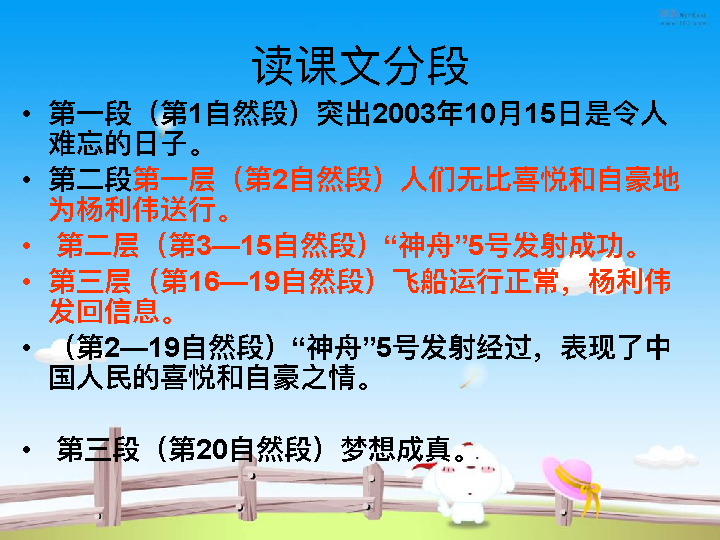 读课文分段
• 第一段（第1自然段）突出2003年10月15日是令人
难忘的日子。
• 第二段第一层（第2自然段）人们无比喜悦和自豪地
为杨利伟送行。
• 第二层（第3—15自然段）“神舟”5号发射成功。
• 第三层（第16—19自然段）飞船运行正常，杨利伟
发回信息。
• （第2—19自然段）“神舟”5号发射经过，表现了中
国人民的喜悦和自豪之情。
• 第三段（第20自然段）梦想成真。